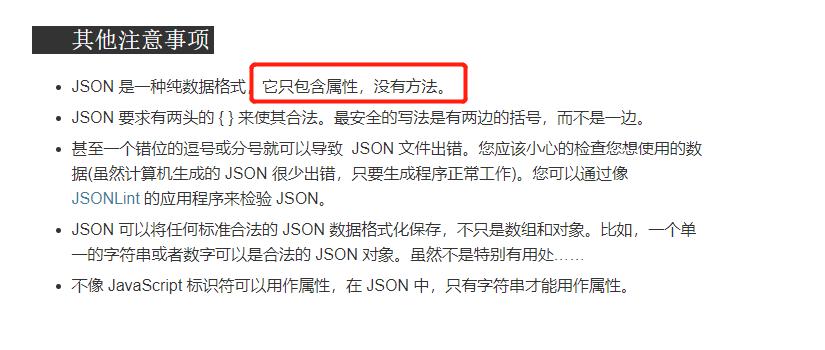 其他注意事项
JSON 是一种纯数据格式，它只包含属性，没有方法。
JSON 要求有两头的 { } 来使其合法。最安全的写法是有两边的括号，而不是一边。
甚至一个错位的逗号或分号就可以导致  JSON 文件出错。您应该小心的检查您想使用的数
据(虽然计算机生成的 JSON 很少出错，只要生成程序正常工作)。您可以通过像
JSONLint 的应用程序来检验 JSON。
JSON 可以将任何标准合法的 JSON 数据格式化保存，不只是数组和对象。比如，一个单
一的字符串或者数字可以是合法的 JSON 对象。虽然不是特别有用处……
不像 JavaScript 标识符可以用作属性，在 JSON 中，只有字符串才能用作属性。